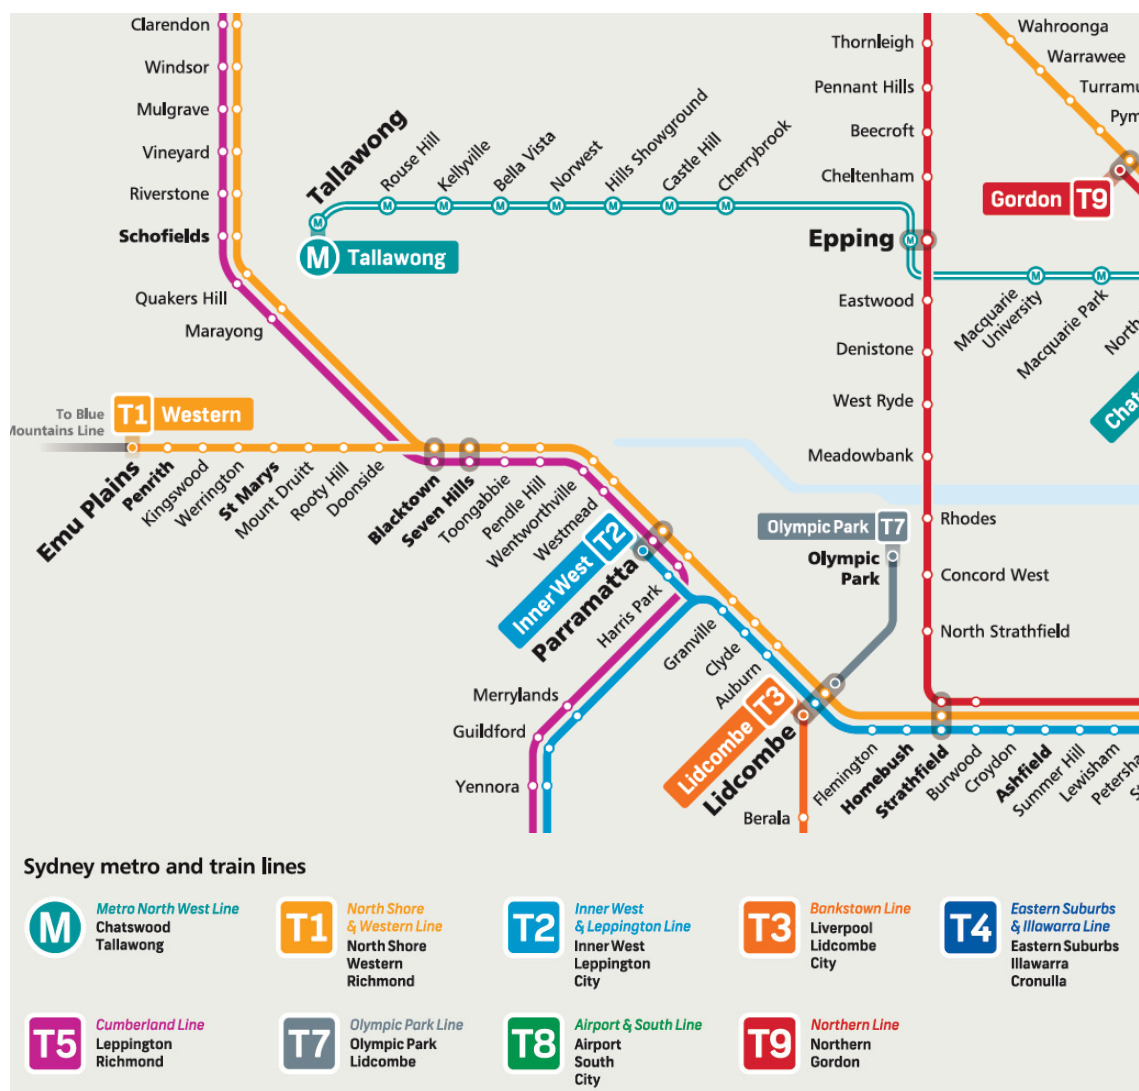 Clarendon
Windsor
Mulgrave
Vineyard
Riverstone
Schofields
Quakers Hill
Marayong
Tallawong
Rouse Hill
Kellyville
Bella Vista
Norwest
Hills Showground
Castle Hill
Cherrybrook
M Tallawong
Thornleigh
Pennant Hills
Beecroft
Cheltenham
Epping
Eastwood
Denistone
West Ryde
Meadowbank
Rhodes
Concord West
North Strathfield
Wahroonga
Warrawee
Turramu
Pym
Gordon T9
Macquarie
University
Macquarie Park
North
Chat
To Blue
Mountains Line
T1 Western
Emu Plains
Penrith
Kingswood
Werrington
St Marys
Mount Druitt
Rooty Hill
Doonside
Blacktown
Seven Hills
Toongabbie
Pendle Hill
Wentworthville
Westmead
Inner West T2
Parramatta
Harris Park
Granville
Clyde
Auburn
Olympic Park T7
Olympic
Park
Merrylands
Guildford
Yennora
Lidcombe T3
Lidcombe
Berala
Flemington
Homebush
Strathfield
Burwood
Croydon
Ashfield
Summer Hill
Lewisham
Petersha
Sydney metro and train lines
M
Metro North West Line
Chatswood
Tallawong
T1
North Shore
& Western Line
North Shore
Western
Richmond
T2
Inner West
& Leppington Line
Inner West
Leppington
City
T3
Bankstown Line
Liverpool
Lidcombe
City
T4
Eastern Suburbs
& Illawarra Line
Eastern Suburbs
Illawarra
Cronulla
T5
Cumberland Line
Leppington
Richmond
T7
Olympic Park Line
Olympic Park
Lidcombe
T8
Airport & South Line
Airport
South
City
T9
Northern Line
Northern
Gordon